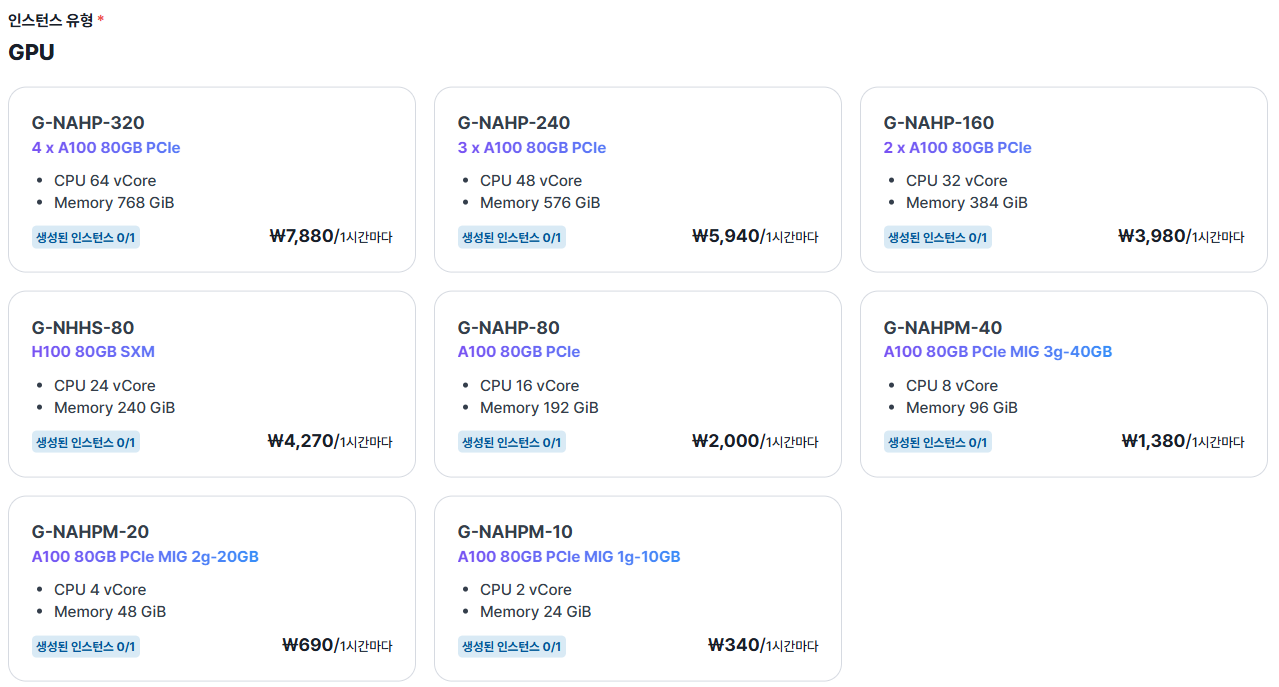 인스턴스 유형 *
GPU
G-NAHP-320
4 x A100 80GB PCIe
• CPU 64 vCore
• Memory 768 GiB
생성된 인스턴스 0/1
₩7,880/1시간마다
G-NAHP-240
3 x A100 80GB PCIe
• CPU 48 vCore
• Memory 576 GiB
생성된 인스턴스 0/1
₩5,940/1시간마다
G-NAHP-160
2 x A100 80GB PCIe
• CPU 32 vCore
• Memory 384 GiB
생성된 인스턴스 0/1
₩3,980/1시간마다
G-NHHS-80
H100 80GB SXM
• CPU 24 vCore
• Memory 240 GiB
생성된 인스턴스 0/1
₩4,270/1시간마다
G-NAHP-80
A100 80GB PCIe
• CPU 16 vCore
• Memory 192 GiB
생성된 인스턴스 0/1
₩2,000/1시간마다
G-NAHPM-40
A100 80GB PCIe MIG 3g-40GB
• CPU 8 vCore
• Memory 96 GiB
생성된 인스턴스 0/1
₩1,380/1시간마다
G-NAHPM-20
A100 80GB PCIe MIG 2g-20GB
• CPU 4 vCore
• Memory 48 GiB
생성된 인스턴스 0/1
₩690/1시간마다
G-NAHPM-10
A100 80GB PCIe MIG 1g-10GB
• CPU 2 vCore
• Memory 24 GiB
생성된 인스턴스 0/1
₩340/1시간마다